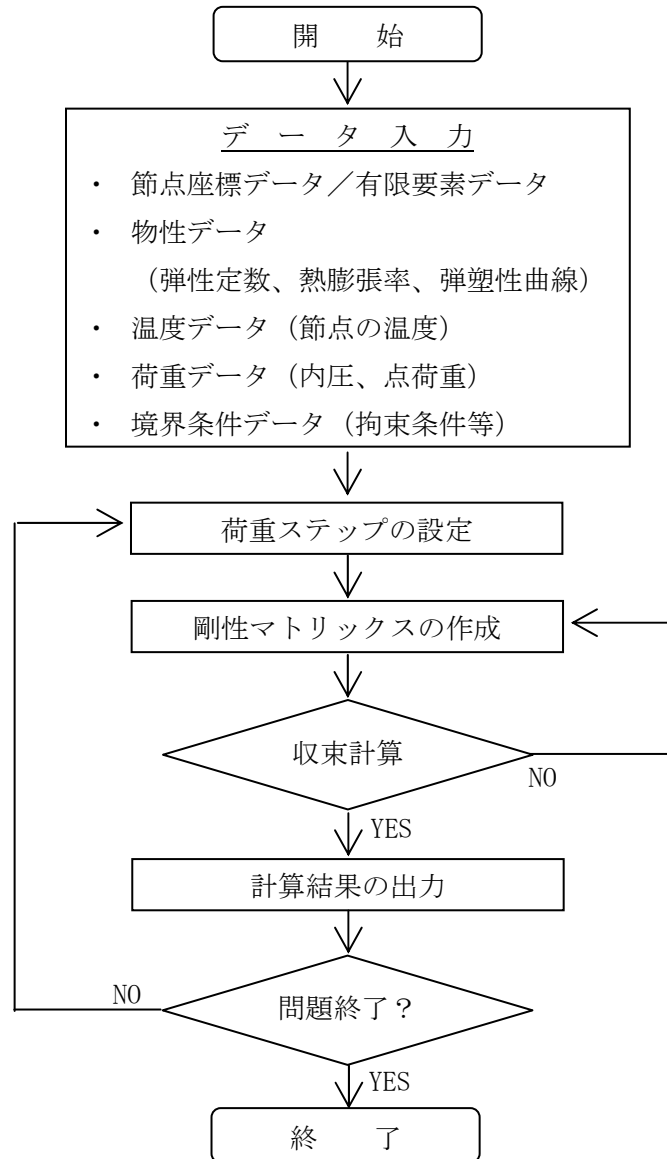 開　　始
デ　ー　タ　入　力
・　節点座標データ／有限要素データ
・　物性データ
（弾性定数、熱膨張率、弾塑性曲線）
・　温度データ（節点の温度）
・　荷重データ（内圧、点荷重）
・　境界条件データ（拘束条件等）
荷重ステップの設定
剛性マトリックスの作成
収束計算
NO
YES
計算結果の出力
NO
問題終了？
YES
終　　了